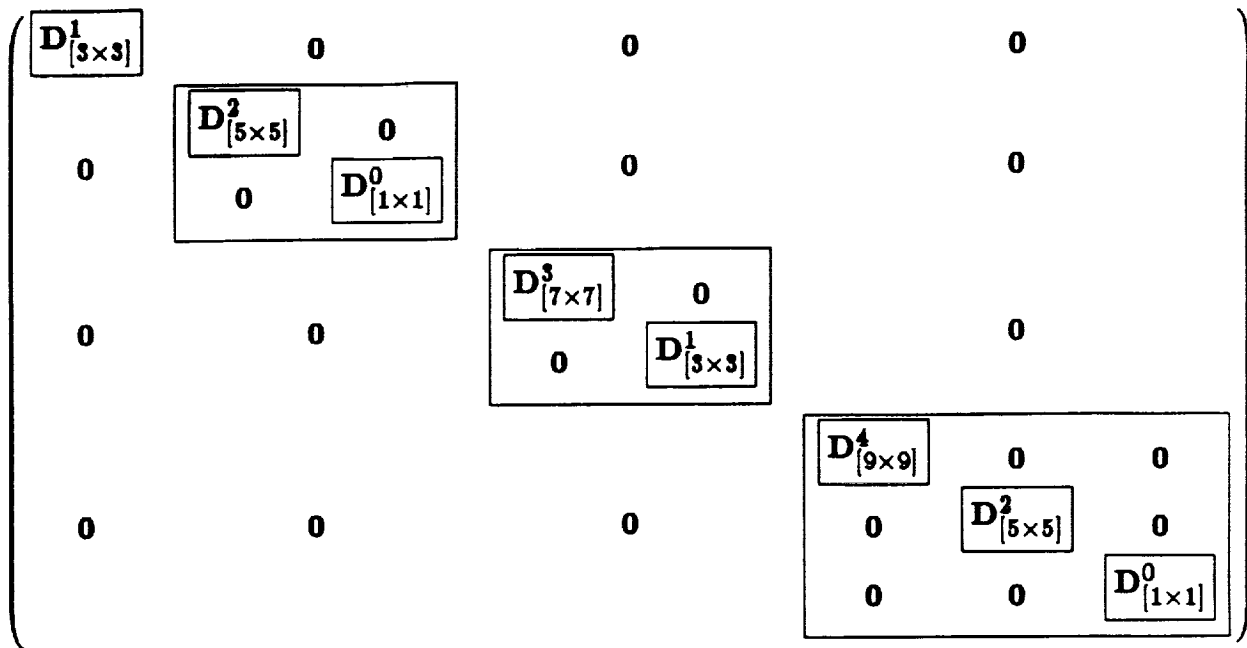 D^1_[3×3] 0 0 0
D^2_[5×5] 0
0 0 0
0 D^0_[1×1]
D^3_[7×7] 0
0 0 0
0 D^1_[3×3]
D^4_[9×9] 0 0
0 0 0 0 D^2_[5×5] 0
0 0 D^0_[1×1]